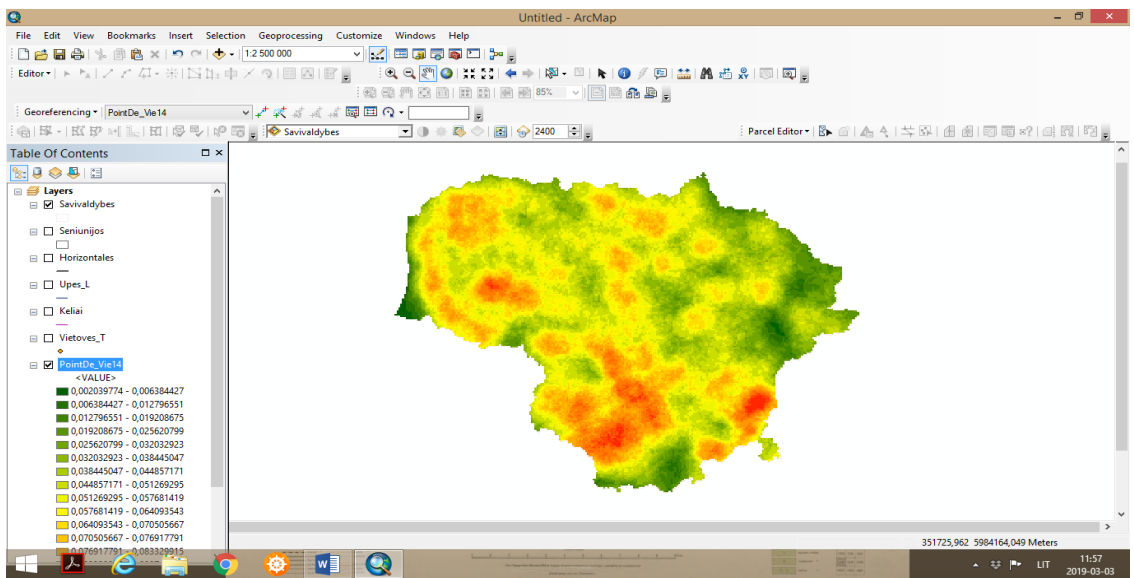 Untitled - ArcMap
File Edit View Bookmarks Insert Selection Geoprocessing Customize Windows Help
1:2 500 000
Editor
85%
Georeferencing PointDe_Vie14
Savivaldybes 2400 Parcel Editor
Table Of Contents
Layers
Savivaldybes
Seniunijos
Horizontales
Upes_L
Keliai
Vietoves_T
PointDe_Vie14
<VALUE>
0,002039774 - 0,006384427
0,006384427 - 0,012796551
0,012796551 - 0,019208675
0,019208675 - 0,025620799
0,025620799 - 0,032032923
0,032032923 - 0,038445047
0,038445047 - 0,044857171
0,044857171 - 0,051269295
0,051269295 - 0,057681419
0,057681419 - 0,064093543
0,064093543 - 0,070505667
0,070505667 - 0,076917791
0,076917791 - 0,083329915
351725,962 5984164,049 Meters
LIT
11:57
2019-03-03